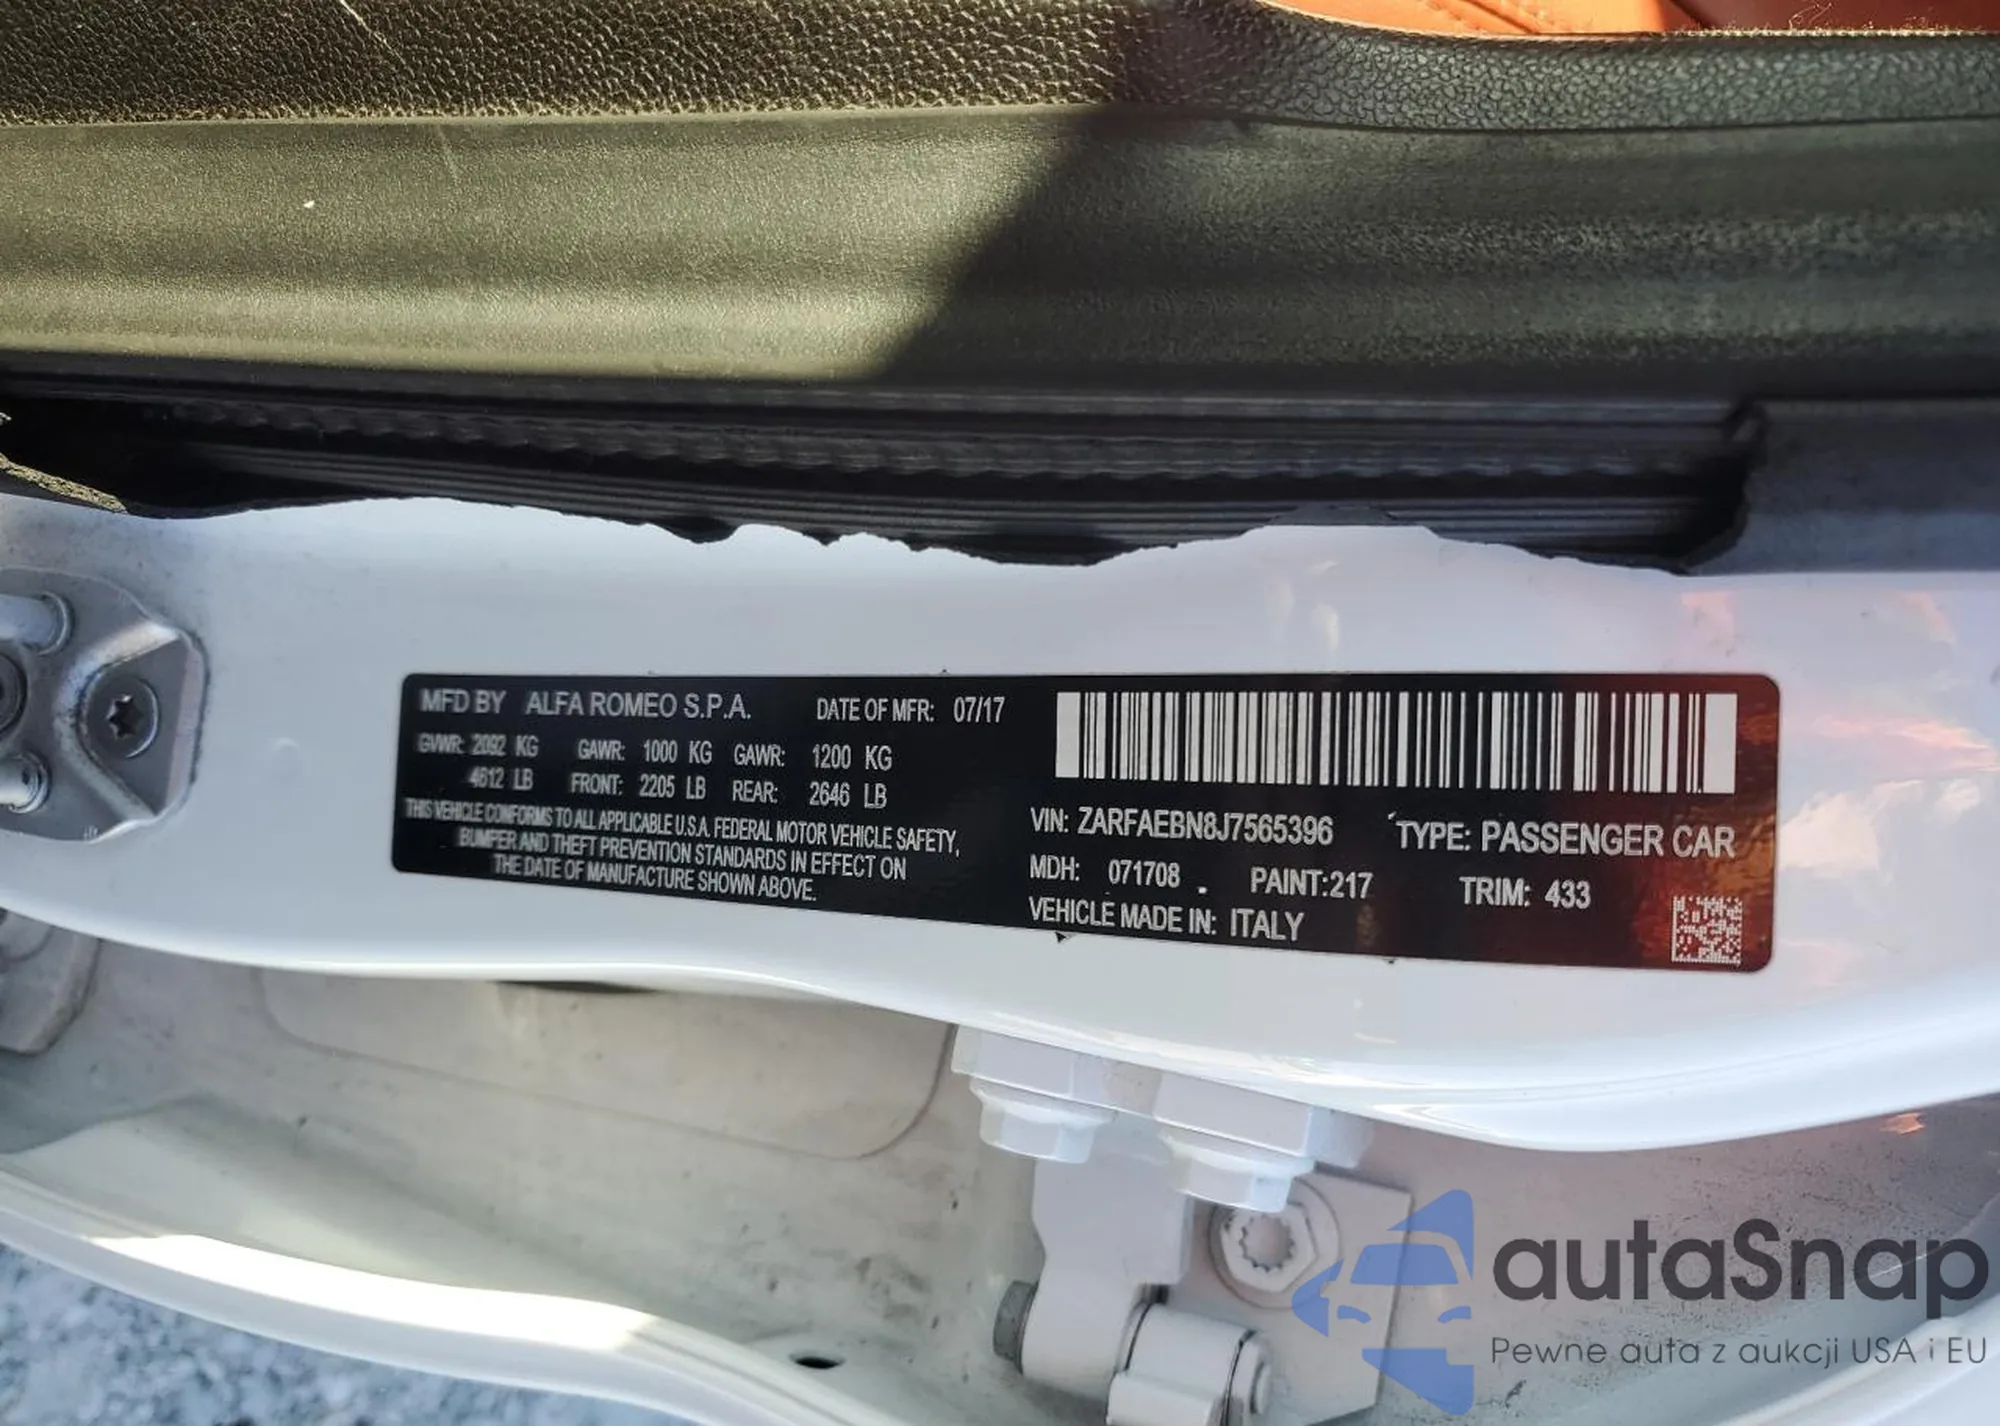 MFD BY ALFA ROMEO S.P.A. DATE OF MFR: 07/17
GVWR: 2092 KG GAWR: 1000 KG GAWR: 1200 KG
4612 LB FRONT: 2205 LB REAR: 2646 LB
THIS VEHICLE CONFORMS TO ALL APPLICABLE U.S.A. FEDERAL MOTOR VEHICLE SAFETY,
BUMPER AND THEFT PREVENTION STANDARDS IN EFFECT ON
THE DATE OF MANUFACTURE SHOWN ABOVE.
VIN: ZARFAEBN8J7565396 TYPE: PASSENGER CAR
MDH: 071708 . PAINT:217 TRIM: 433
VEHICLE MADE IN: ITALY
autaSnap
Pewne auta z aukcji USA i EU